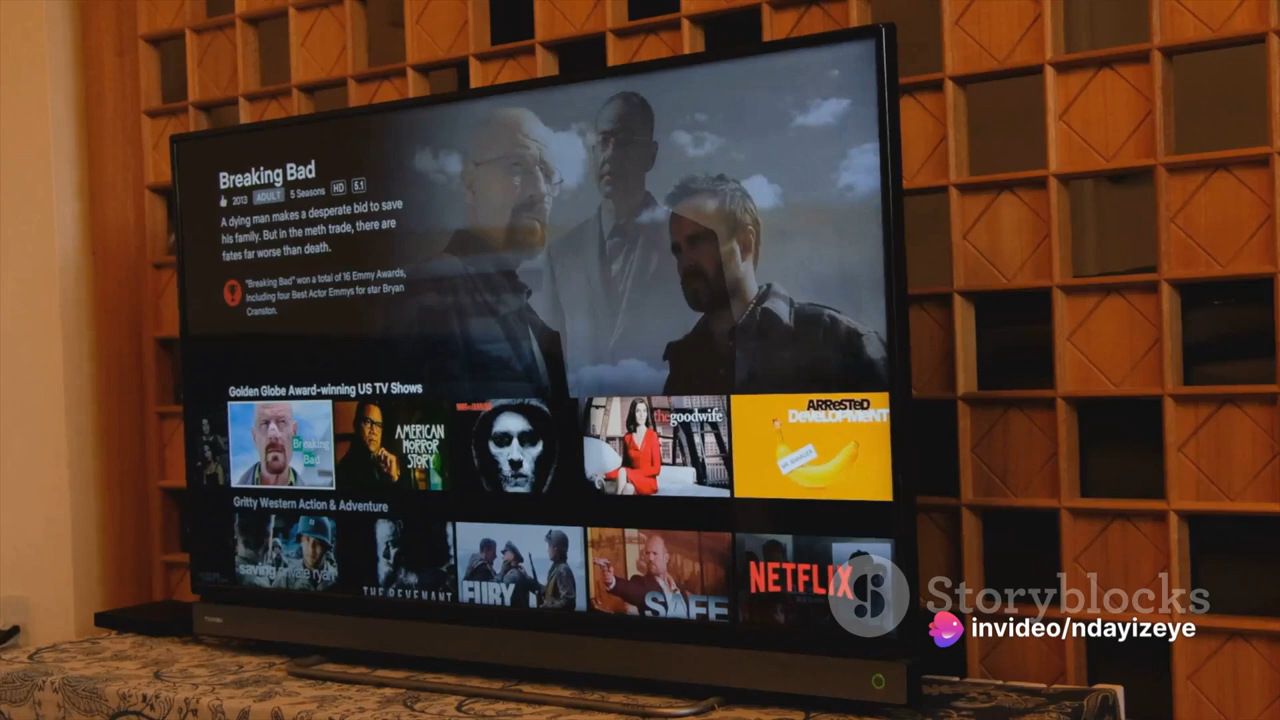 Breaking Bad
2013 ADULT 5 Seasons HD 5.1
A dying man makes a desperate bid to save
his family. But in the meth trade, there are
fates far worse than death.
"Breaking Bad" won a total of 16 Emmy Awards,
including four Best Actor Emmys for star Bryan
Cranston.
Golden Globe Award-winning US TV Shows
Breaking
Bad
AMERICAN
HORROR
STORY
thegoodwife
ARRESTED
DEVELOPMENT
MR. MANAGER
Gritty Western Action & Adventure
saving private ryan
THE REVENANT
FURY
SAFE
NETFLIX
TOSHIBA
Storyblocks
invideo/ndayizeye